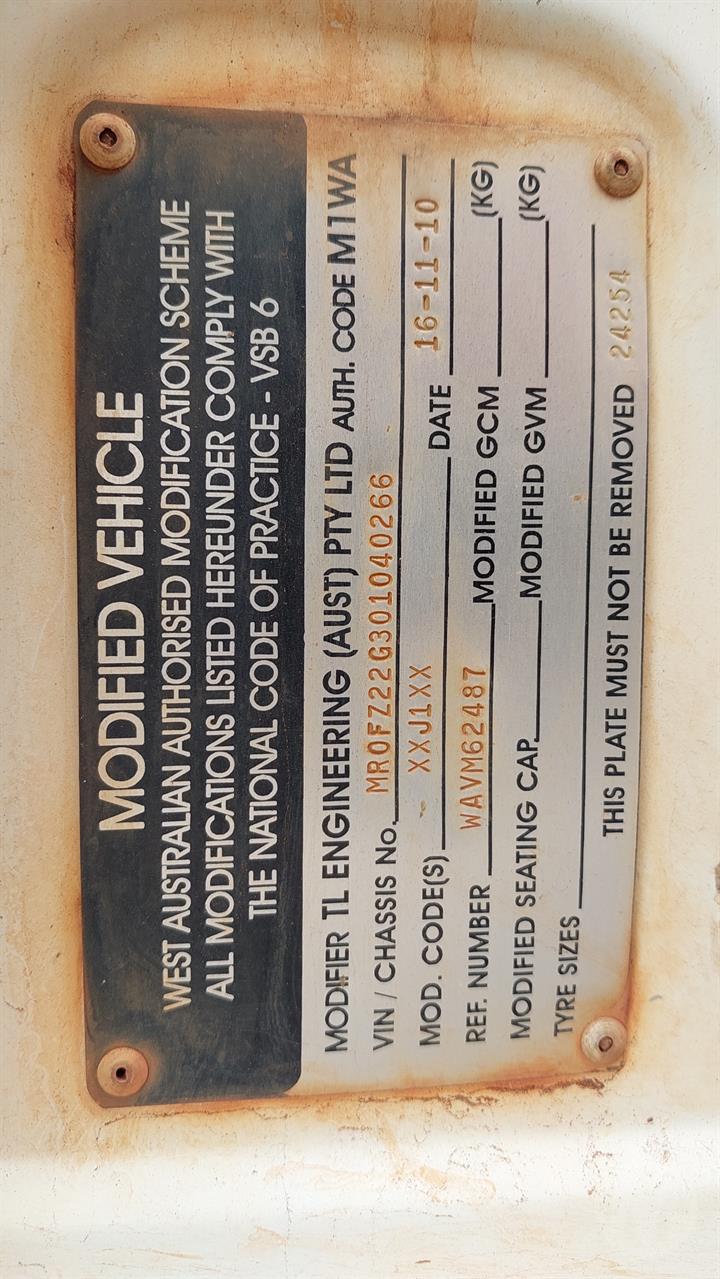 MODIFIED VEHICLE
WEST AUSTRALIAN AUTHORISED MODIFICATION SCHEME
ALL MODIFICATIONS LISTED HEREUNDER COMPLY WITH
THE NATIONAL CODE OF PRACTICE - VSB 6
MODIFIER TL ENGINEERING (AUST) PTY LTD AUTH. CODE M11WA
VIN / CHASSIS No. MR0FZ22G301040266
MOD. CODE(S) XXJ1XX DATE 16-11-10
REF. NUMBER WAVM62487 MODIFIED GCM (KG)
MODIFIED SEATING CAP. MODIFIED GVM (KG)
TYRE SIZES
THIS PLATE MUST NOT BE REMOVED 24254